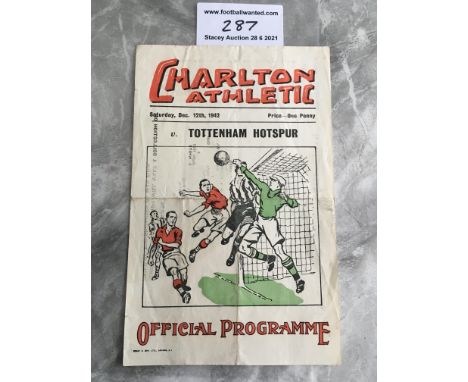 www.footballwanted.com
287
Stacey Auction 28 6 2021
CHARLTON
ATHLETIC
Saturday, Dec. 12th, 1942 Price—One Penny
v. TOTTENHAM HOTSPUR
OFFICIAL PROGRAMME